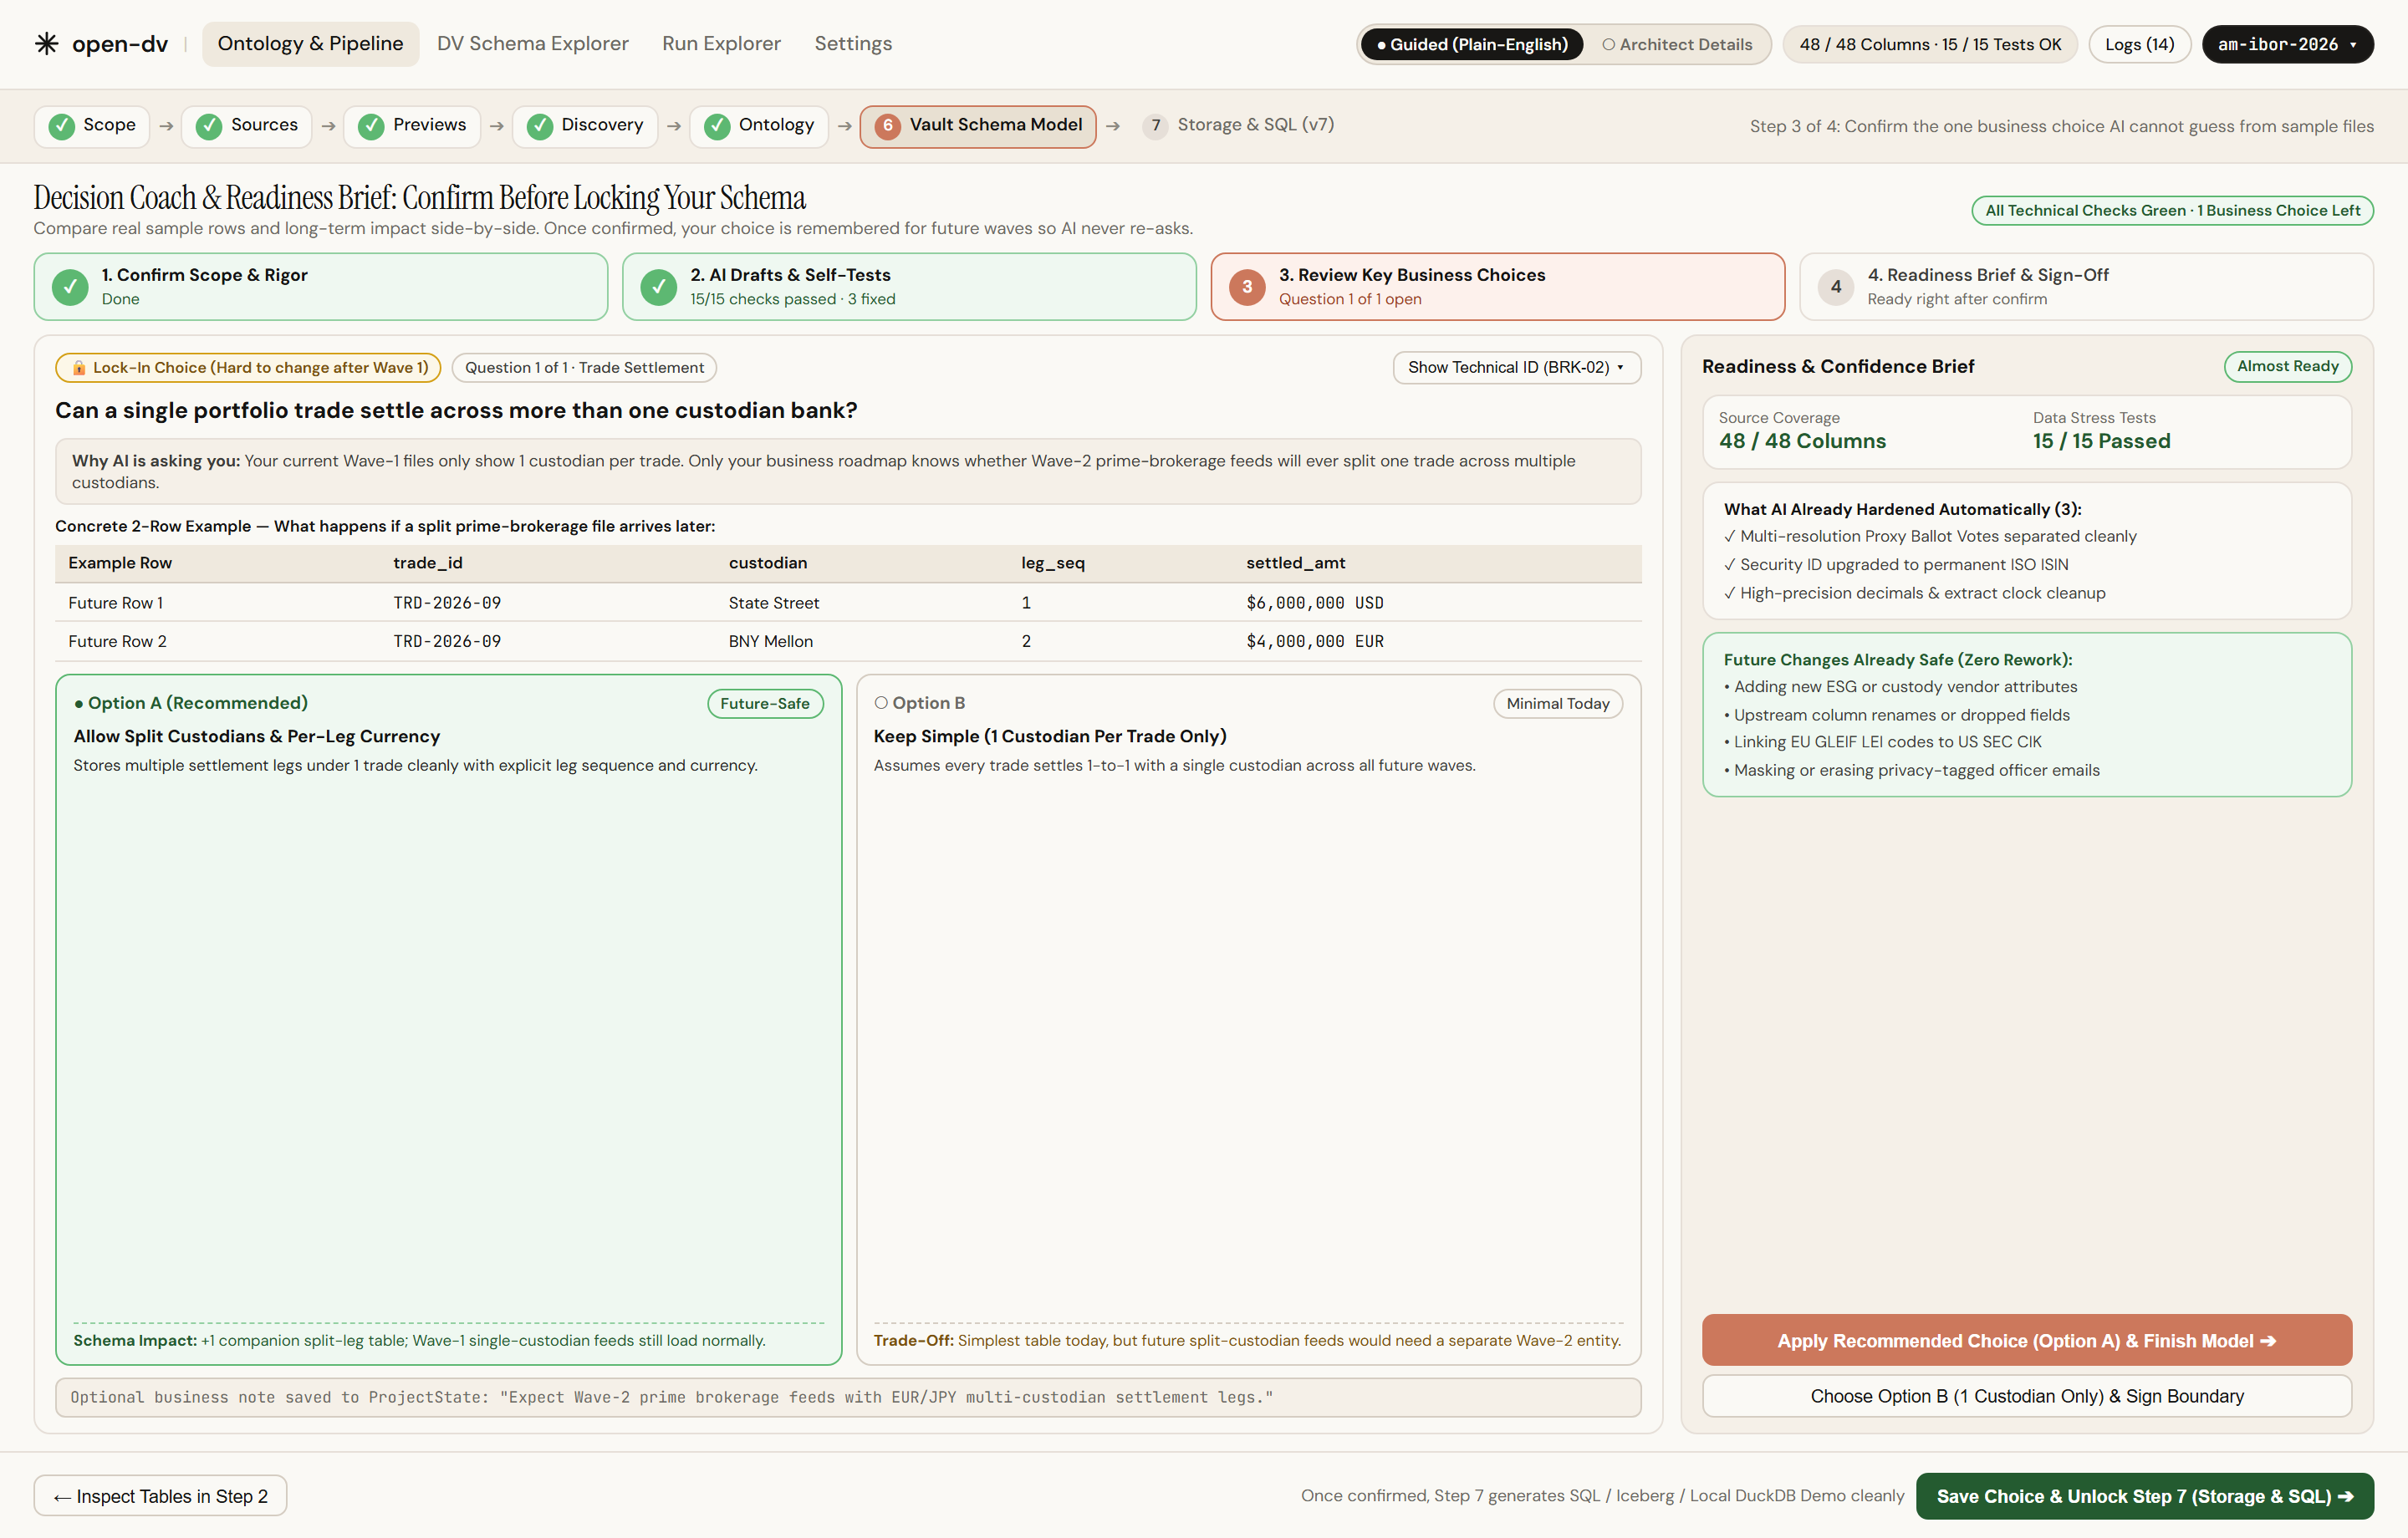 open-dv
Ontology & Pipeline
DV Schema Explorer
Run Explorer
Settings
● Guided (Plain-English)
○ Architect Details
48 / 48 Columns · 15 / 15 Tests OK
Logs (14)
am-ibor-2026 ▾
✓ Scope → ✓ Sources → ✓ Previews → ✓ Discovery → ✓ Ontology → 6 Vault Schema Model → 7 Storage & SQL (v7)
Step 3 of 4: Confirm the one business choice AI cannot guess from sample files
Decision Coach & Readiness Brief: Confirm Before Locking Your Schema
Compare real sample rows and long-term impact side-by-side. Once confirmed, your choice is remembered for future waves so AI never re-asks.
All Technical Checks Green · 1 Business Choice Left
✓ 1. Confirm Scope & Rigor
Done
✓ 2. AI Drafts & Self-Tests
15/15 checks passed · 3 fixed
3 3. Review Key Business Choices
Question 1 of 1 open
4 4. Readiness Brief & Sign-Off
Ready right after confirm
🔒 Lock-In Choice (Hard to change after Wave 1)
Question 1 of 1 · Trade Settlement
Show Technical ID (BRK-02) ▾
Can a single portfolio trade settle across more than one custodian bank?
Why AI is asking you: Your current Wave-1 files only show 1 custodian per trade. Only your business roadmap knows whether Wave-2 prime-brokerage feeds will ever split one trade across multiple
custodians.
Concrete 2-Row Example — What happens if a split prime-brokerage file arrives later:
Example Row trade_id custodian leg_seq settled_amt
Future Row 1 TRD-2026-09 State Street 1 $6,000,000 USD
Future Row 2 TRD-2026-09 BNY Mellon 2 $4,000,000 EUR
● Option A (Recommended)
Future-Safe
Allow Split Custodians & Per-Leg Currency
Stores multiple settlement legs under 1 trade cleanly with explicit leg sequence and currency.
Schema Impact: +1 companion split-leg table; Wave-1 single-custodian feeds still load normally.
○ Option B
Minimal Today
Keep Simple (1 Custodian Per Trade Only)
Assumes every trade settles 1-to-1 with a single custodian across all future waves.
Trade-Off: Simplest table today, but future split-custodian feeds would need a separate Wave-2 entity.
Optional business note saved to ProjectState: "Expect Wave-2 prime brokerage feeds with EUR/JPY multi-custodian settlement legs."
Readiness & Confidence Brief
Almost Ready
Source Coverage
48 / 48 Columns
Data Stress Tests
15 / 15 Passed
What AI Already Hardened Automatically (3):
✓ Multi-resolution Proxy Ballot Votes separated cleanly
✓ Security ID upgraded to permanent ISO ISIN
✓ High-precision decimals & extract clock cleanup
Future Changes Already Safe (Zero Rework):
• Adding new ESG or custody vendor attributes
• Upstream column renames or dropped fields
• Linking EU GLEIF LEI codes to US SEC CIK
• Masking or erasing privacy-tagged officer emails
Apply Recommended Choice (Option A) & Finish Model ➔
Choose Option B (1 Custodian Only) & Sign Boundary
← Inspect Tables in Step 2
Once confirmed, Step 7 generates SQL / Iceberg / Local DuckDB Demo cleanly
Save Choice & Unlock Step 7 (Storage & SQL) ➔